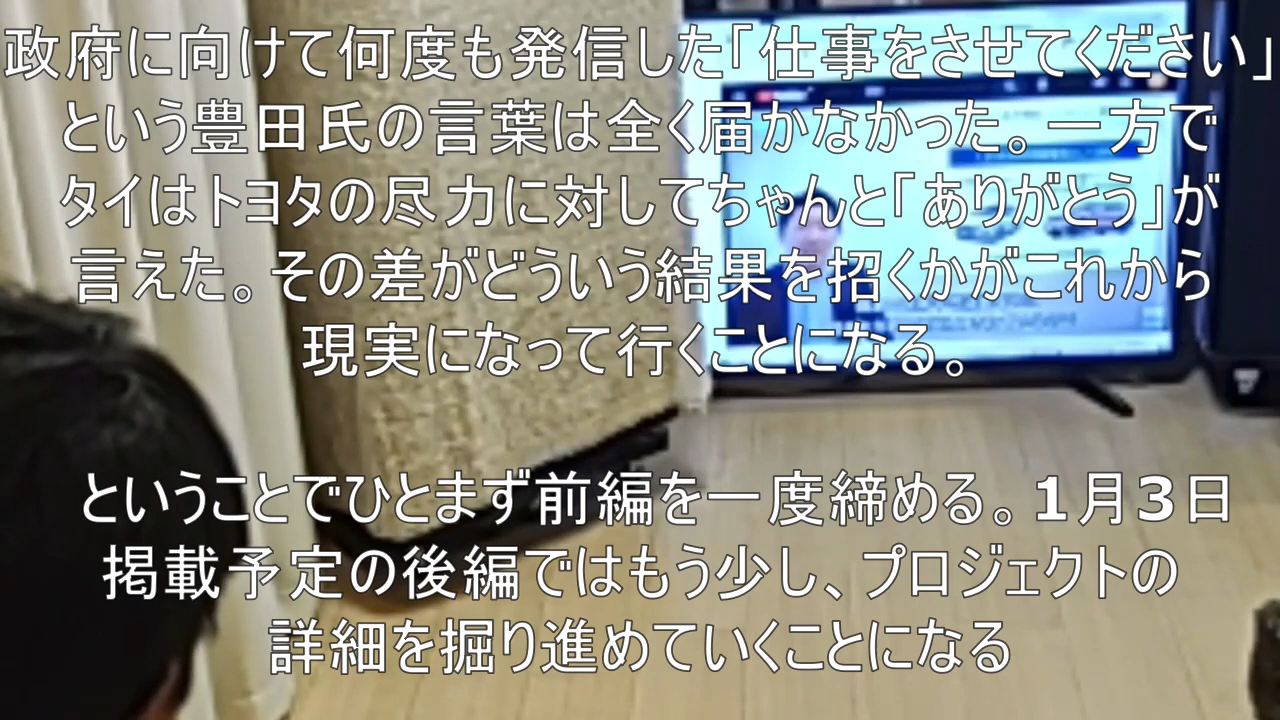 政府に向けて何度も発信した「仕事をさせてください」
という豊田氏の言葉は全く届かなかった。一方で
タイはトヨタの尽力に対してちゃんと「ありがとう」が
言えた。その差がどういう結果を招くかがこれから
現実になって行くことになる。
ということでひとまず前編を一度締める。1月3日
掲載予定の後編ではもう少し、プロジェクトの
詳細を掘り進めていくことになる